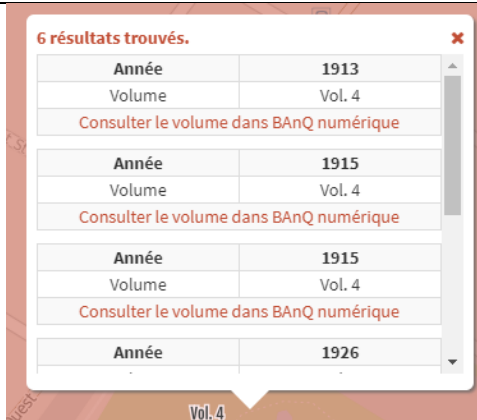 6 résultats trouvés.
Année 1913
Volume Vol. 4
Consulter le volume dans BAnQ numérique
Année 1915
Volume Vol. 4
Consulter le volume dans BAnQ numérique
Année 1915
Volume Vol. 4
Consulter le volume dans BAnQ numérique
Année 1926
Vol. 4